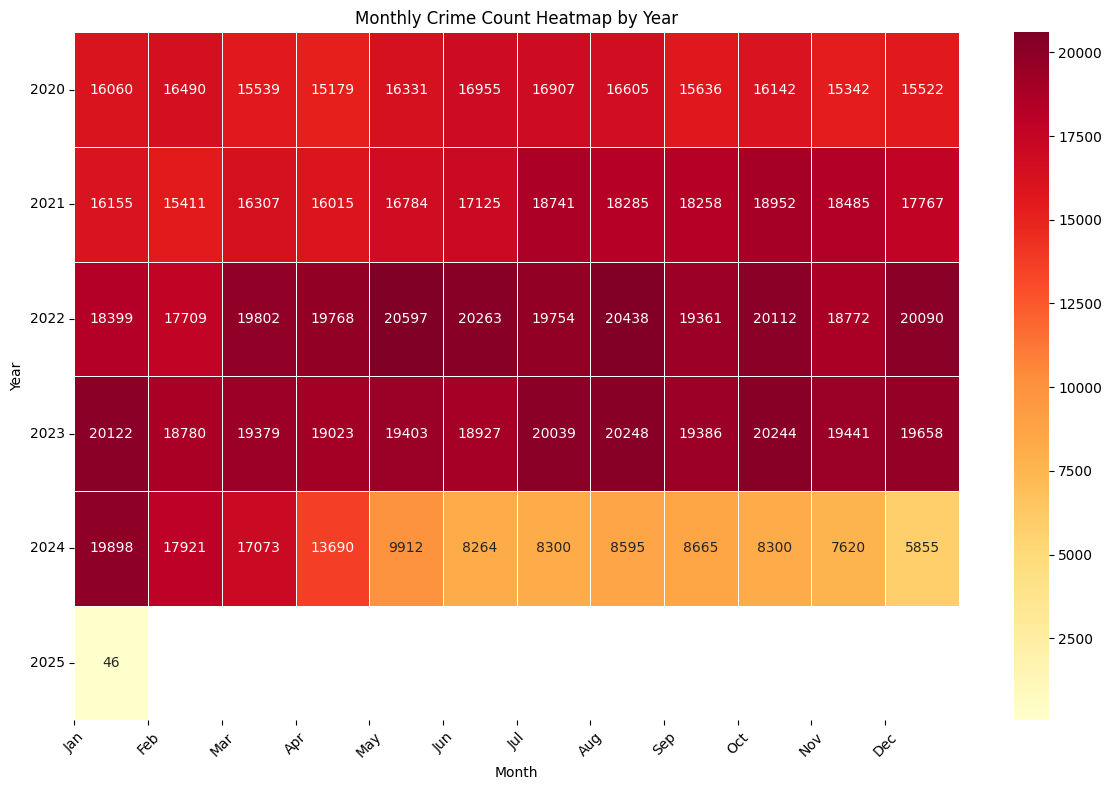 Monthly Crime Count Heatmap by Year
2020 16060 16490 15539 15179 16331 16955 16907 16605 15636 16142 15342 15522
2021 16155 15411 16307 16015 16784 17125 18741 18285 18258 18952 18485 17767
2022 18399 17709 19802 19768 20597 20263 19754 20438 19361 20112 18772 20090
2023 20122 18780 19379 19023 19403 18927 20039 20248 19386 20244 19441 19658
2024 19898 17921 17073 13690 9912 8264 8300 8595 8665 8300 7620 5855
2025 46
Jan Feb Mar Apr May Jun Jul Aug Sep Oct Nov Dec
Month
Year
20000
17500
15000
12500
10000
7500
5000
2500